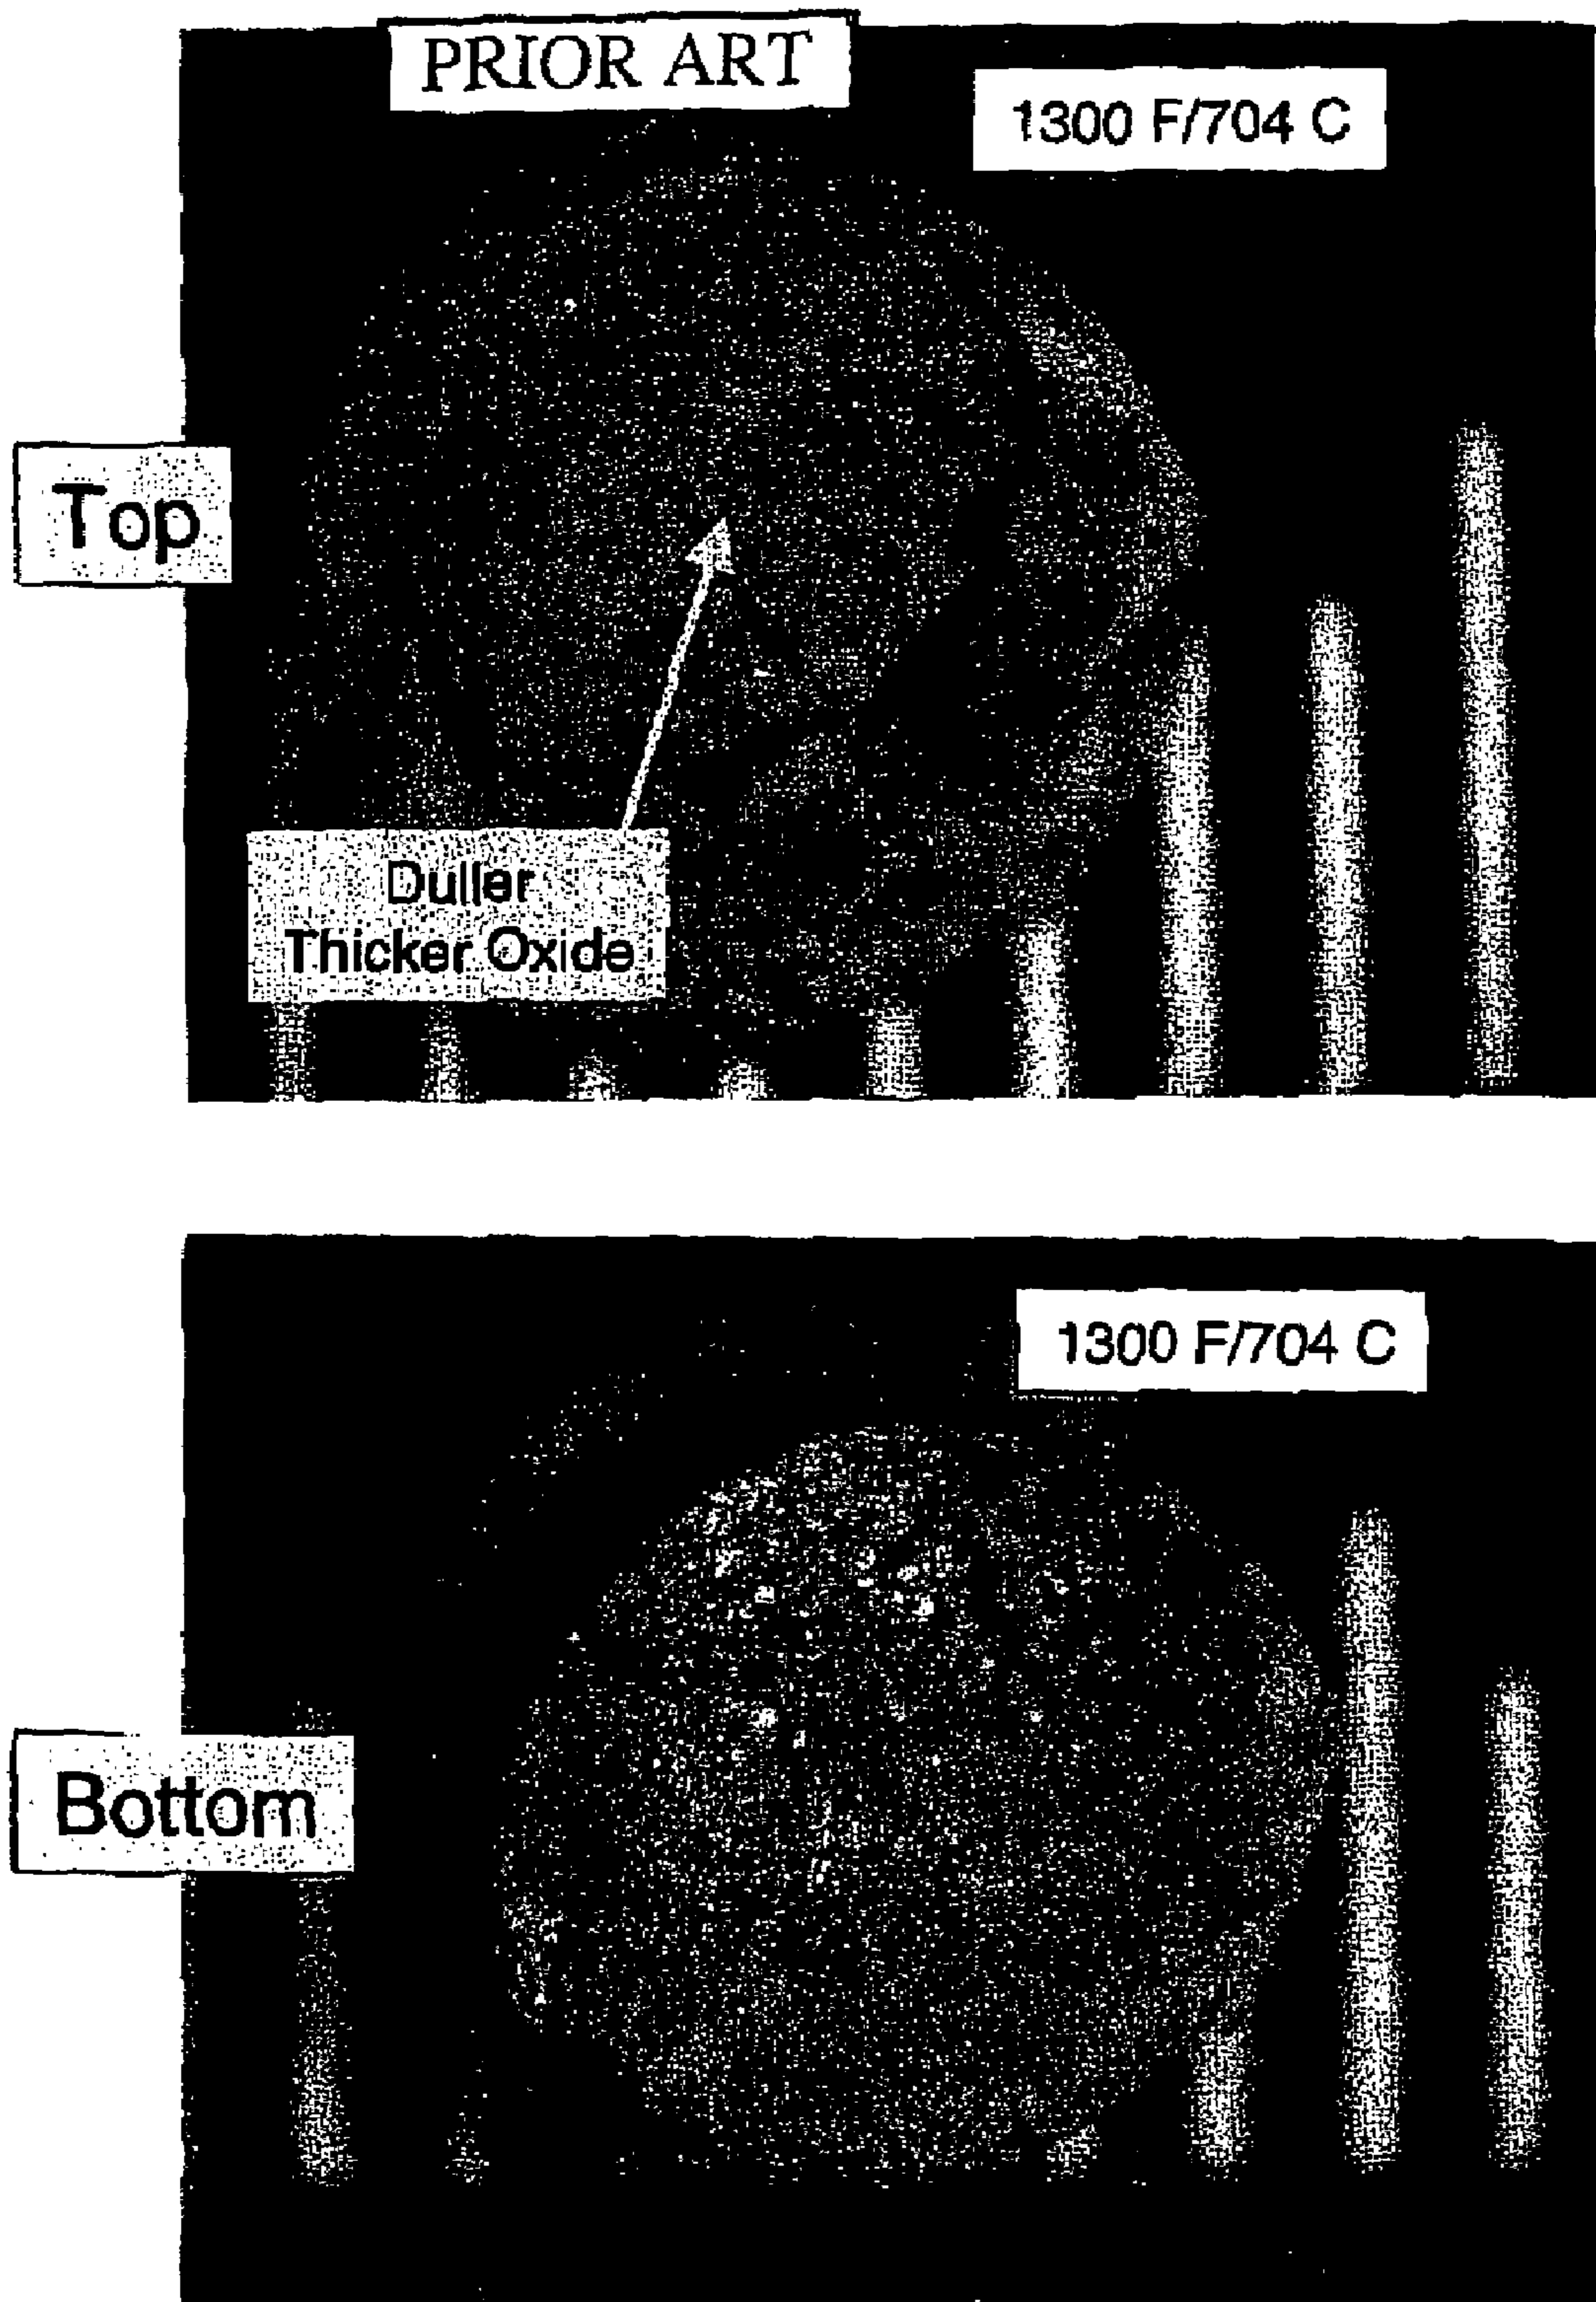 PRIOR ART
1300 F/704 C
Top
Duller
Thicker Oxide
1300 F/704 C
Bottom